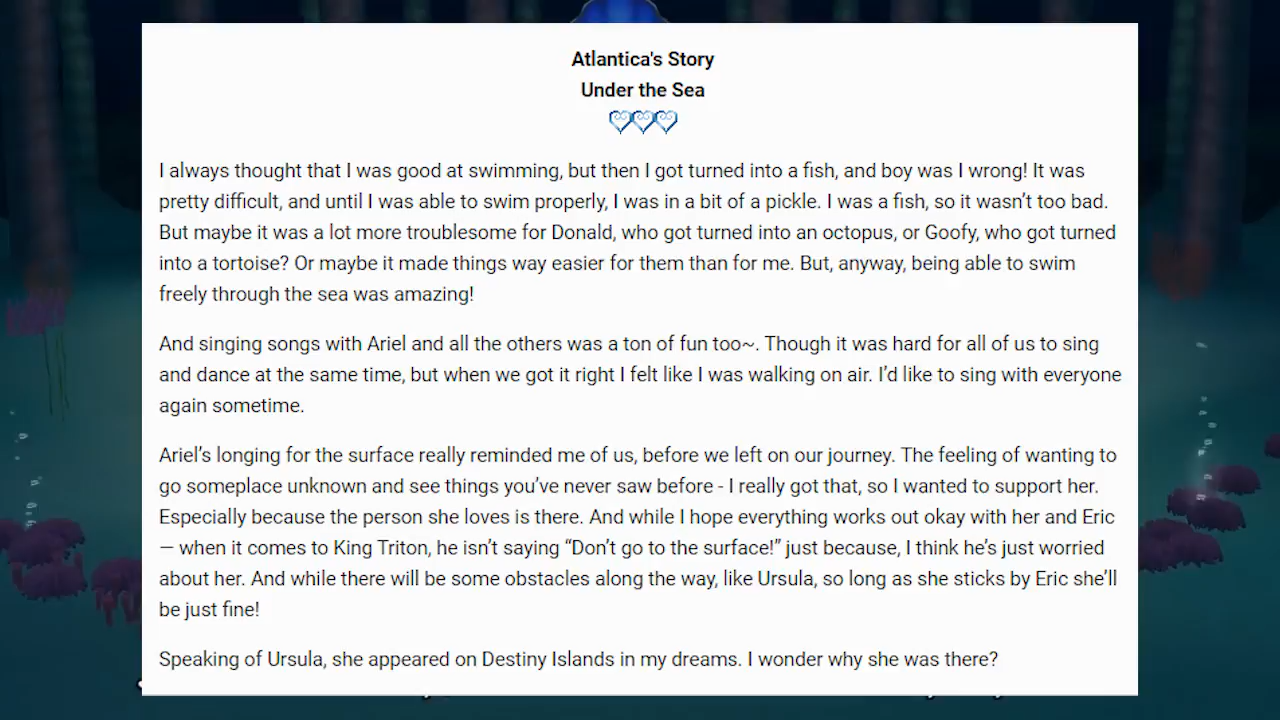 Atlantica's Story
Under the Sea
I always thought that I was good at swimming, but then I got turned into a fish, and boy was I wrong! It was
pretty difficult, and until I was able to swim properly, I was in a bit of a pickle. I was a fish, so it wasn’t too bad.
But maybe it was a lot more troublesome for Donald, who got turned into an octopus, or Goofy, who got turned
into a tortoise? Or maybe it made things way easier for them than for me. But, anyway, being able to swim
freely through the sea was amazing!
And singing songs with Ariel and all the others was a ton of fun too~. Though it was hard for all of us to sing
and dance at the same time, but when we got it right I felt like I was walking on air. I’d like to sing with everyone
again sometime.
Ariel’s longing for the surface really reminded me of us, before we left on our journey. The feeling of wanting to
go someplace unknown and see things you’ve never saw before - I really got that, so I wanted to support her.
Especially because the person she loves is there. And while I hope everything works out okay with her and Eric
— when it comes to King Triton, he isn’t saying “Don’t go to the surface!” just because, I think he’s just worried
about her. And while there will be some obstacles along the way, like Ursula, so long as she sticks by Eric she’ll
be just fine!
Speaking of Ursula, she appeared on Destiny Islands in my dreams. I wonder why she was there?